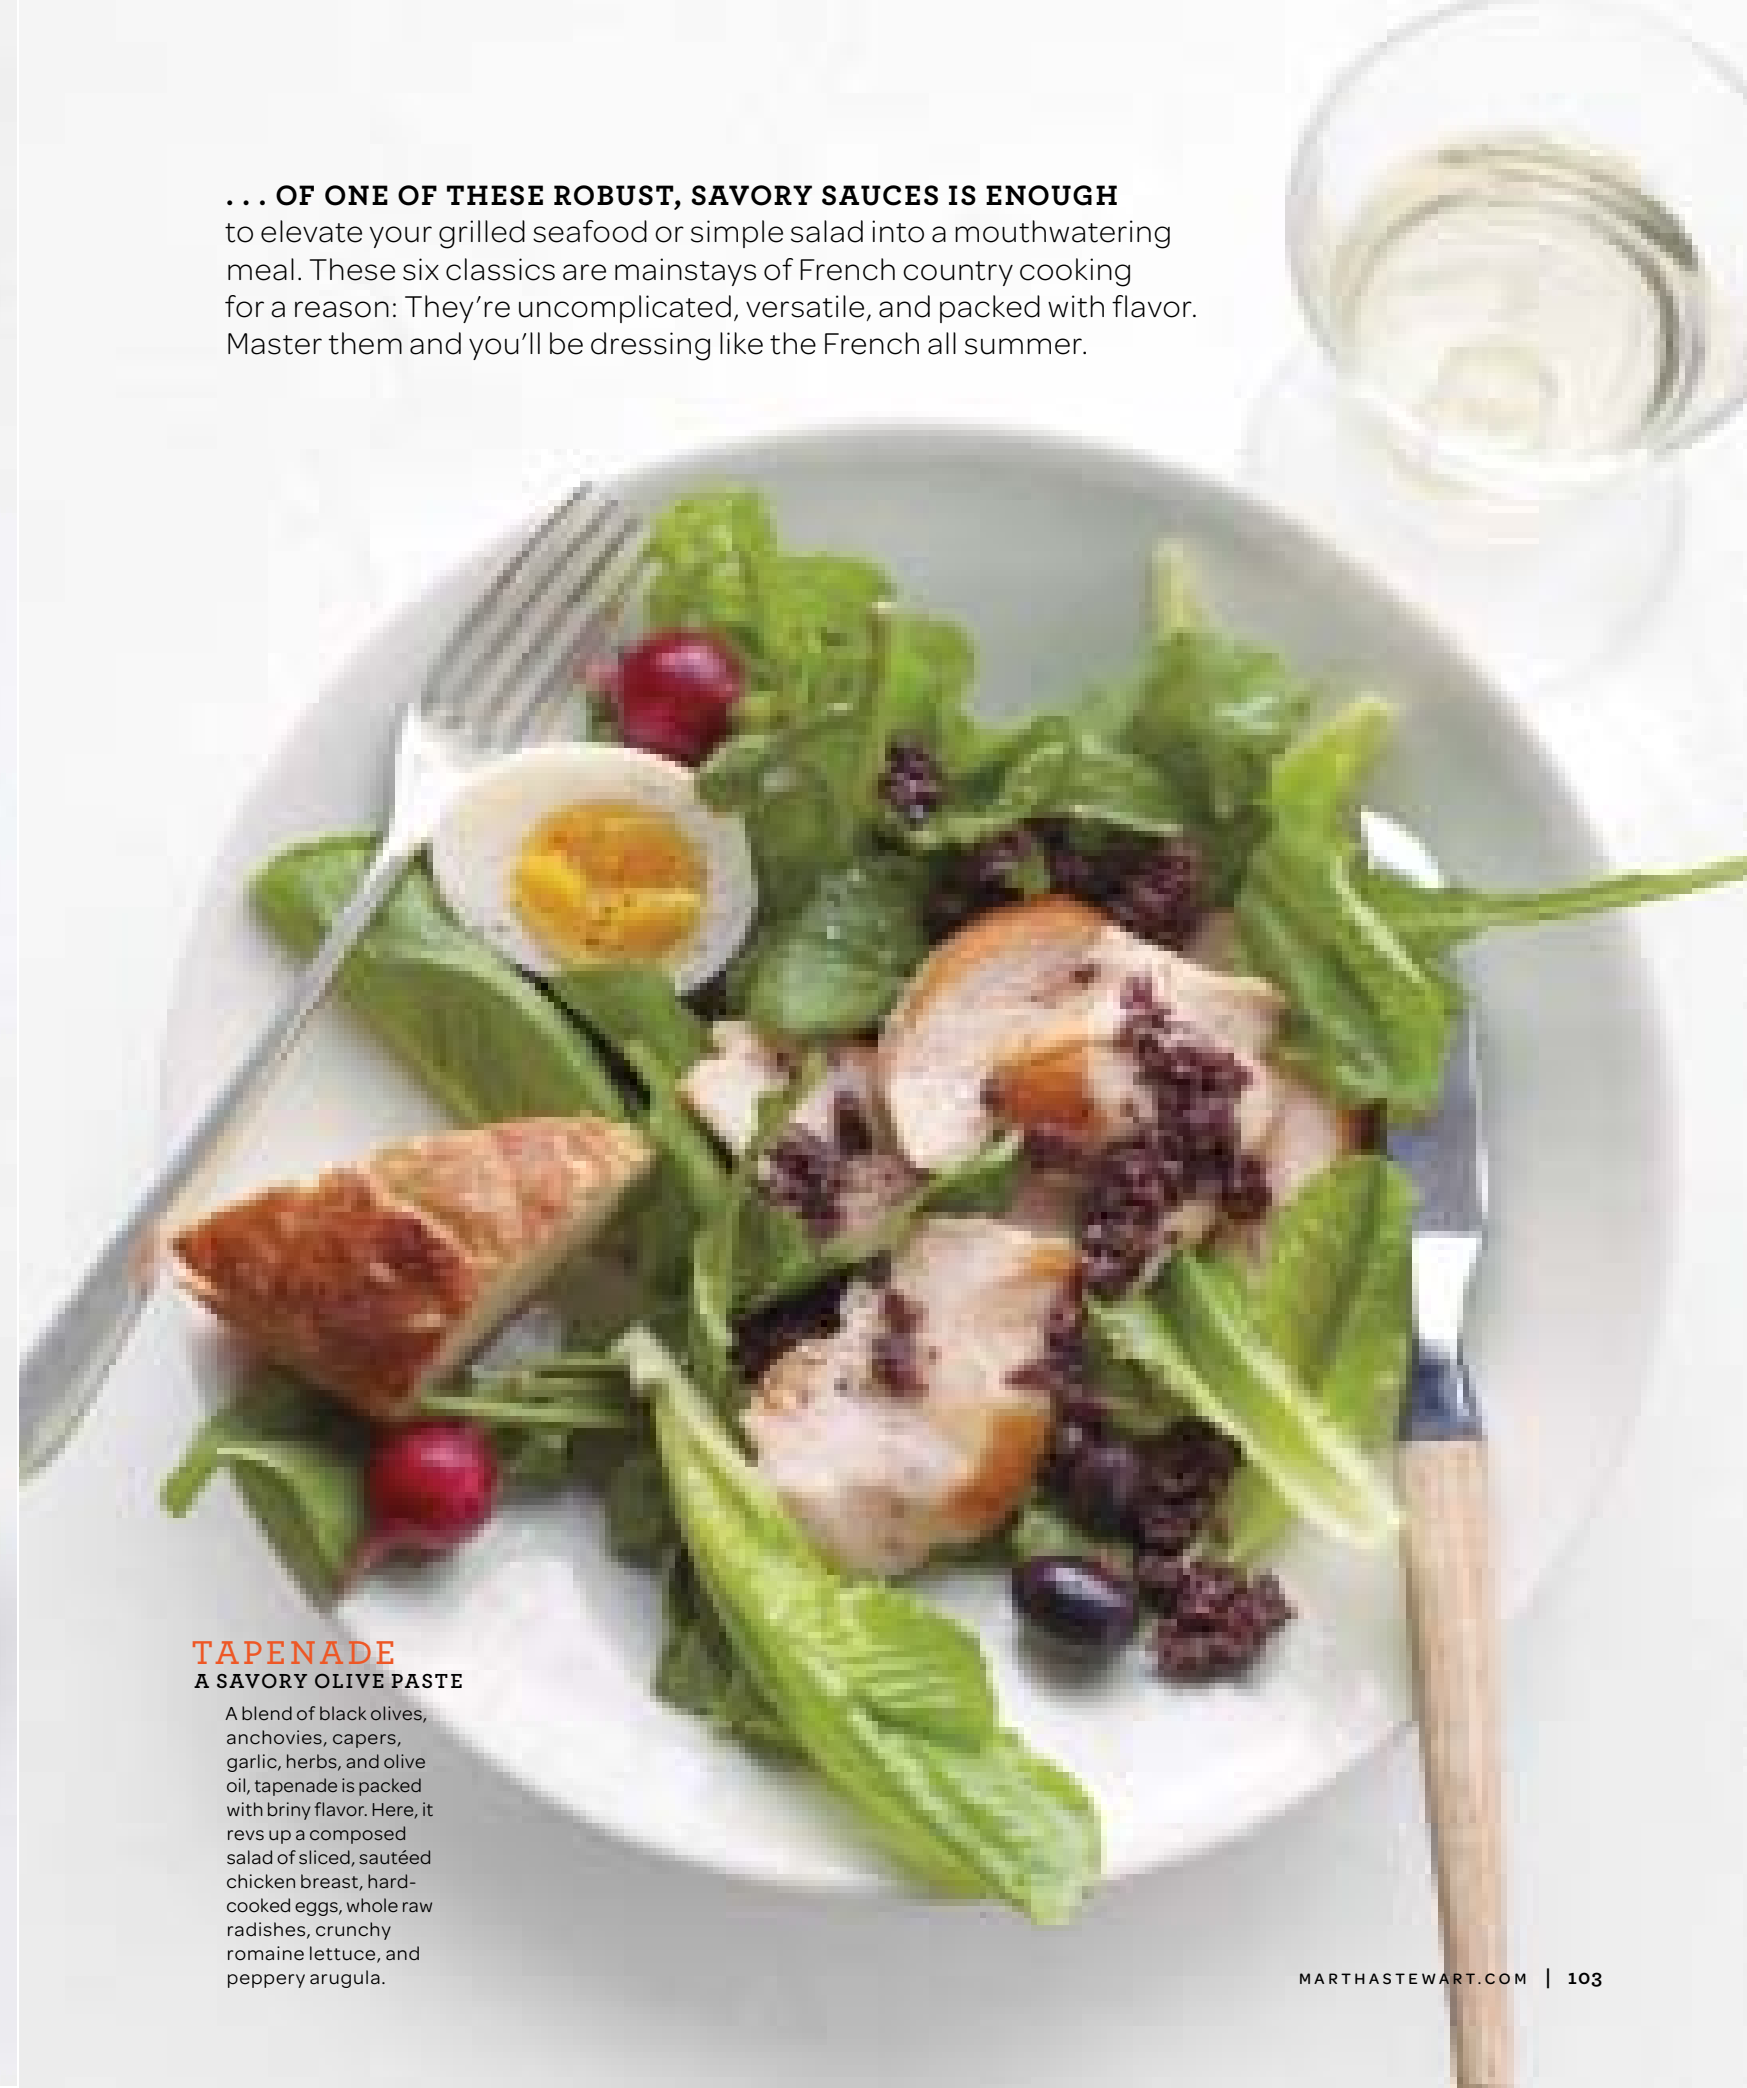 . . . OF ONE OF THESE ROBUST, SAVORY SAUCES IS ENOUGH
to elevate your grilled seafood or simple salad into a mouthwatering
meal. These six classics are mainstays of French country cooking
for a reason: They’re uncomplicated, versatile, and packed with flavor.
Master them and you’ll be dressing like the French all summer.
TAPENADE
A SAVORY OLIVE PASTE
A blend of black olives,
anchovies, capers,
garlic, herbs, and olive
oil, tapenade is packed
with briny flavor. Here, it
revs up a composed
salad of sliced, sautéed
chicken breast, hard-
cooked eggs, whole raw
radishes, crunchy
romaine lettuce, and
peppery arugula.
MARTHASTEWART.COM | 103